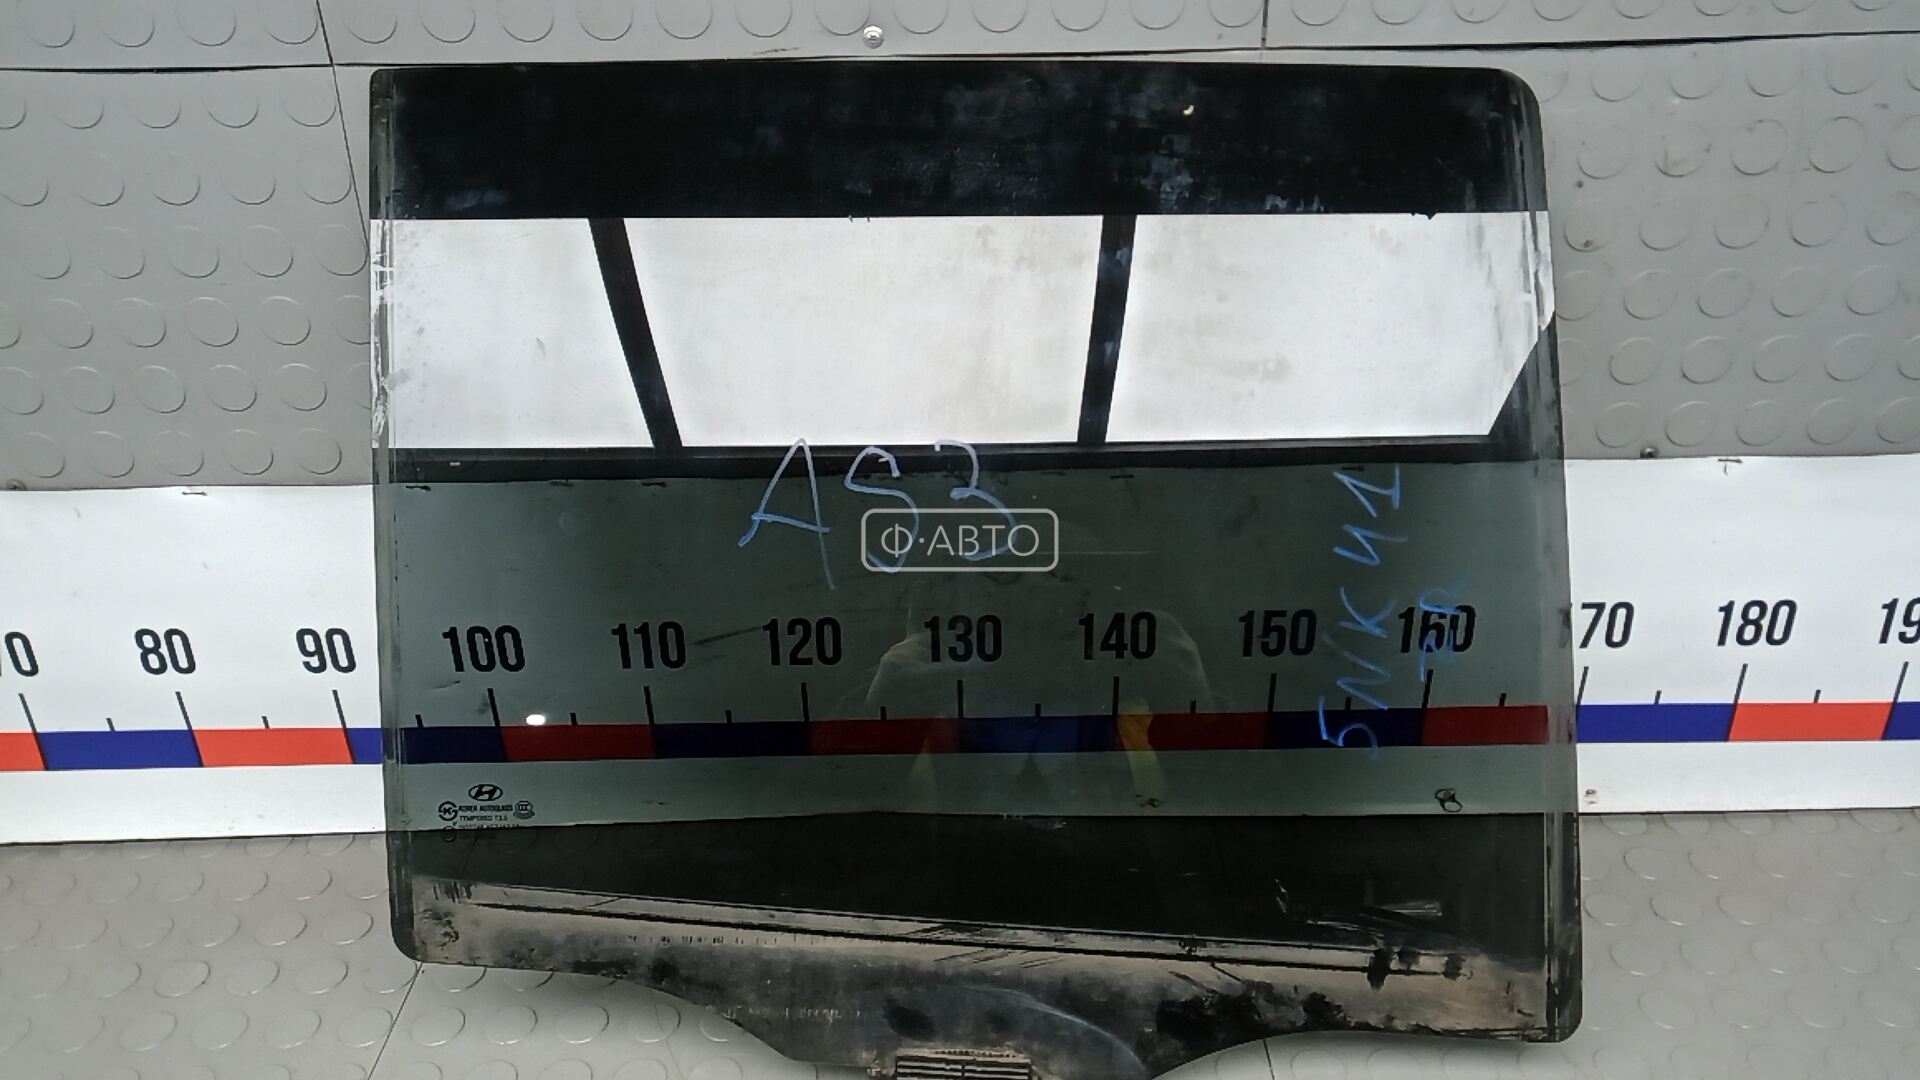 AS3
Ф·АВТО
5NK41
80 90 100 110 120 130 140 150 160 170 180
KOREA AUTOGLASS
TEMPERED